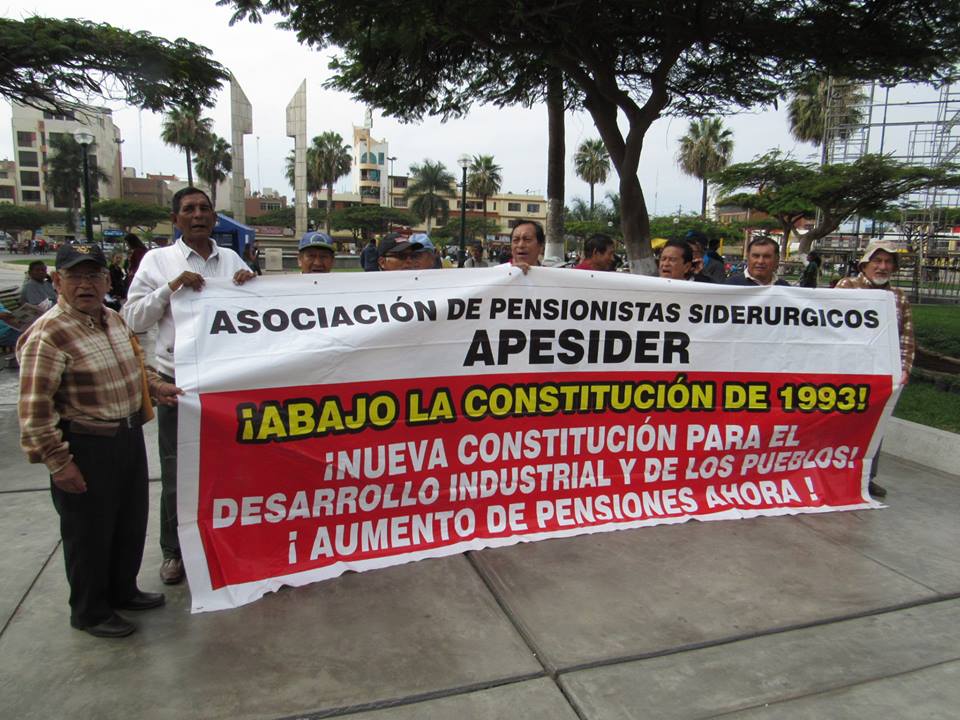 ASOCIACIÓN DE PENSIONISTAS SIDERURGICOS
APESIDER
¡ABAJO LA CONSTITUCIÓN DE 1993!
¡NUEVA CONSTITUCIÓN PARA EL
DESARROLLO INDUSTRIAL Y DE LOS PUEBLOS!
¡ AUMENTO DE PENSIONES AHORA !